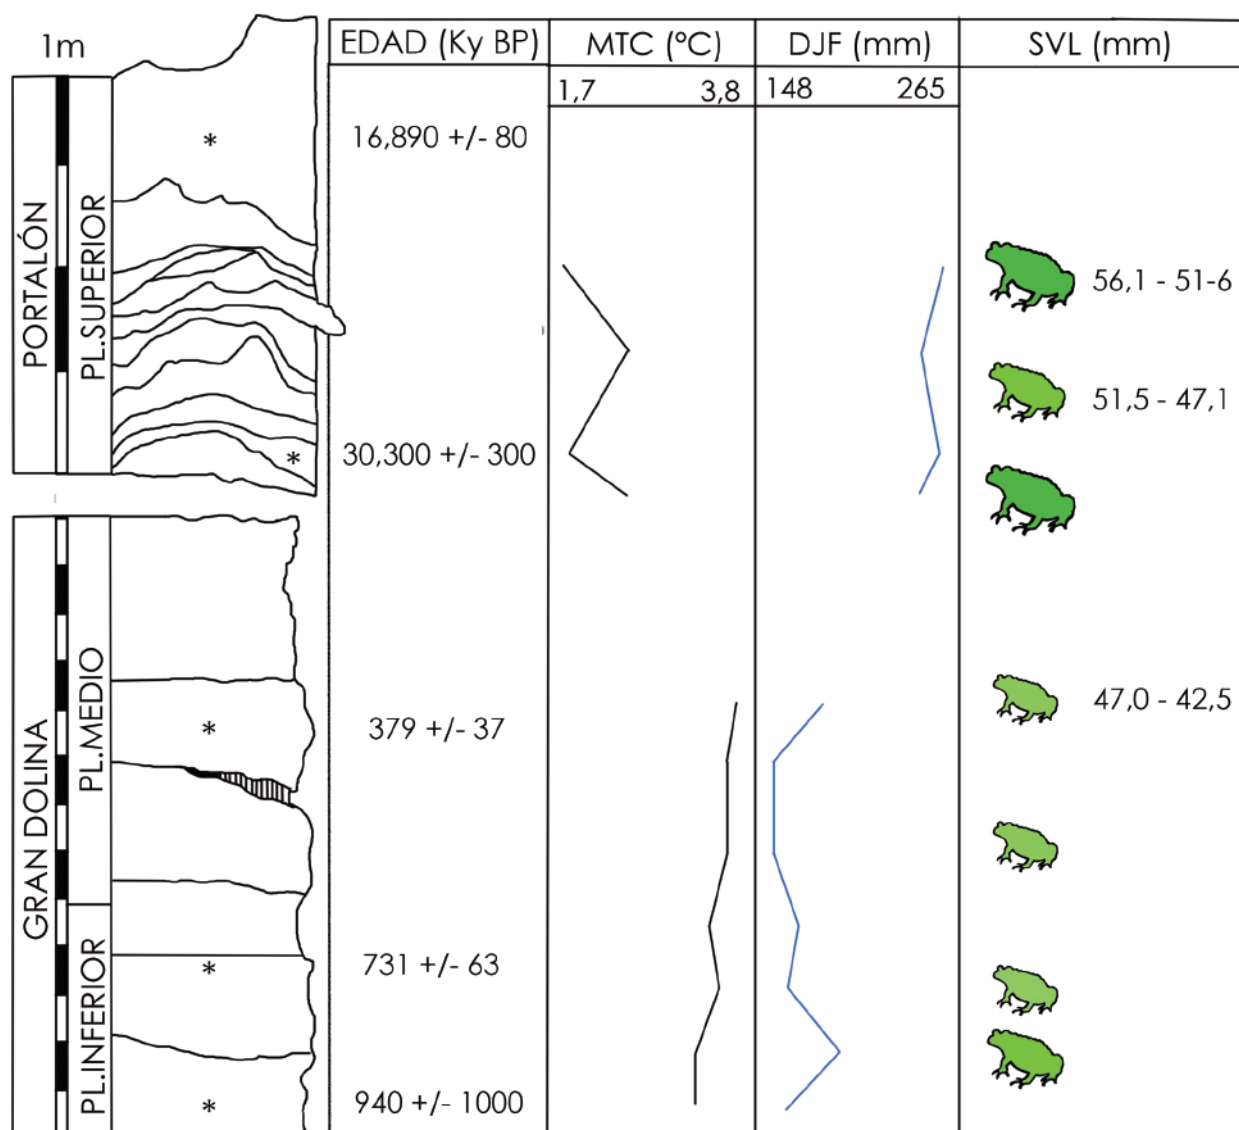 1m
EDAD (Ky BP)
MTC (ºC)
DJF (mm)
SVL (mm)
1,7
3,8
148
265
PORTALÓN
PL.SUPERIOR
*
16,890 +/- 80
56,1 - 51-6
51,5 - 47,1
*
30,300 +/- 300
GRAN DOLINA
PL.MEDIO
47,0 - 42,5
*
379 +/- 37
PL.INFERIOR
*
731 +/- 63
*
940 +/- 1000